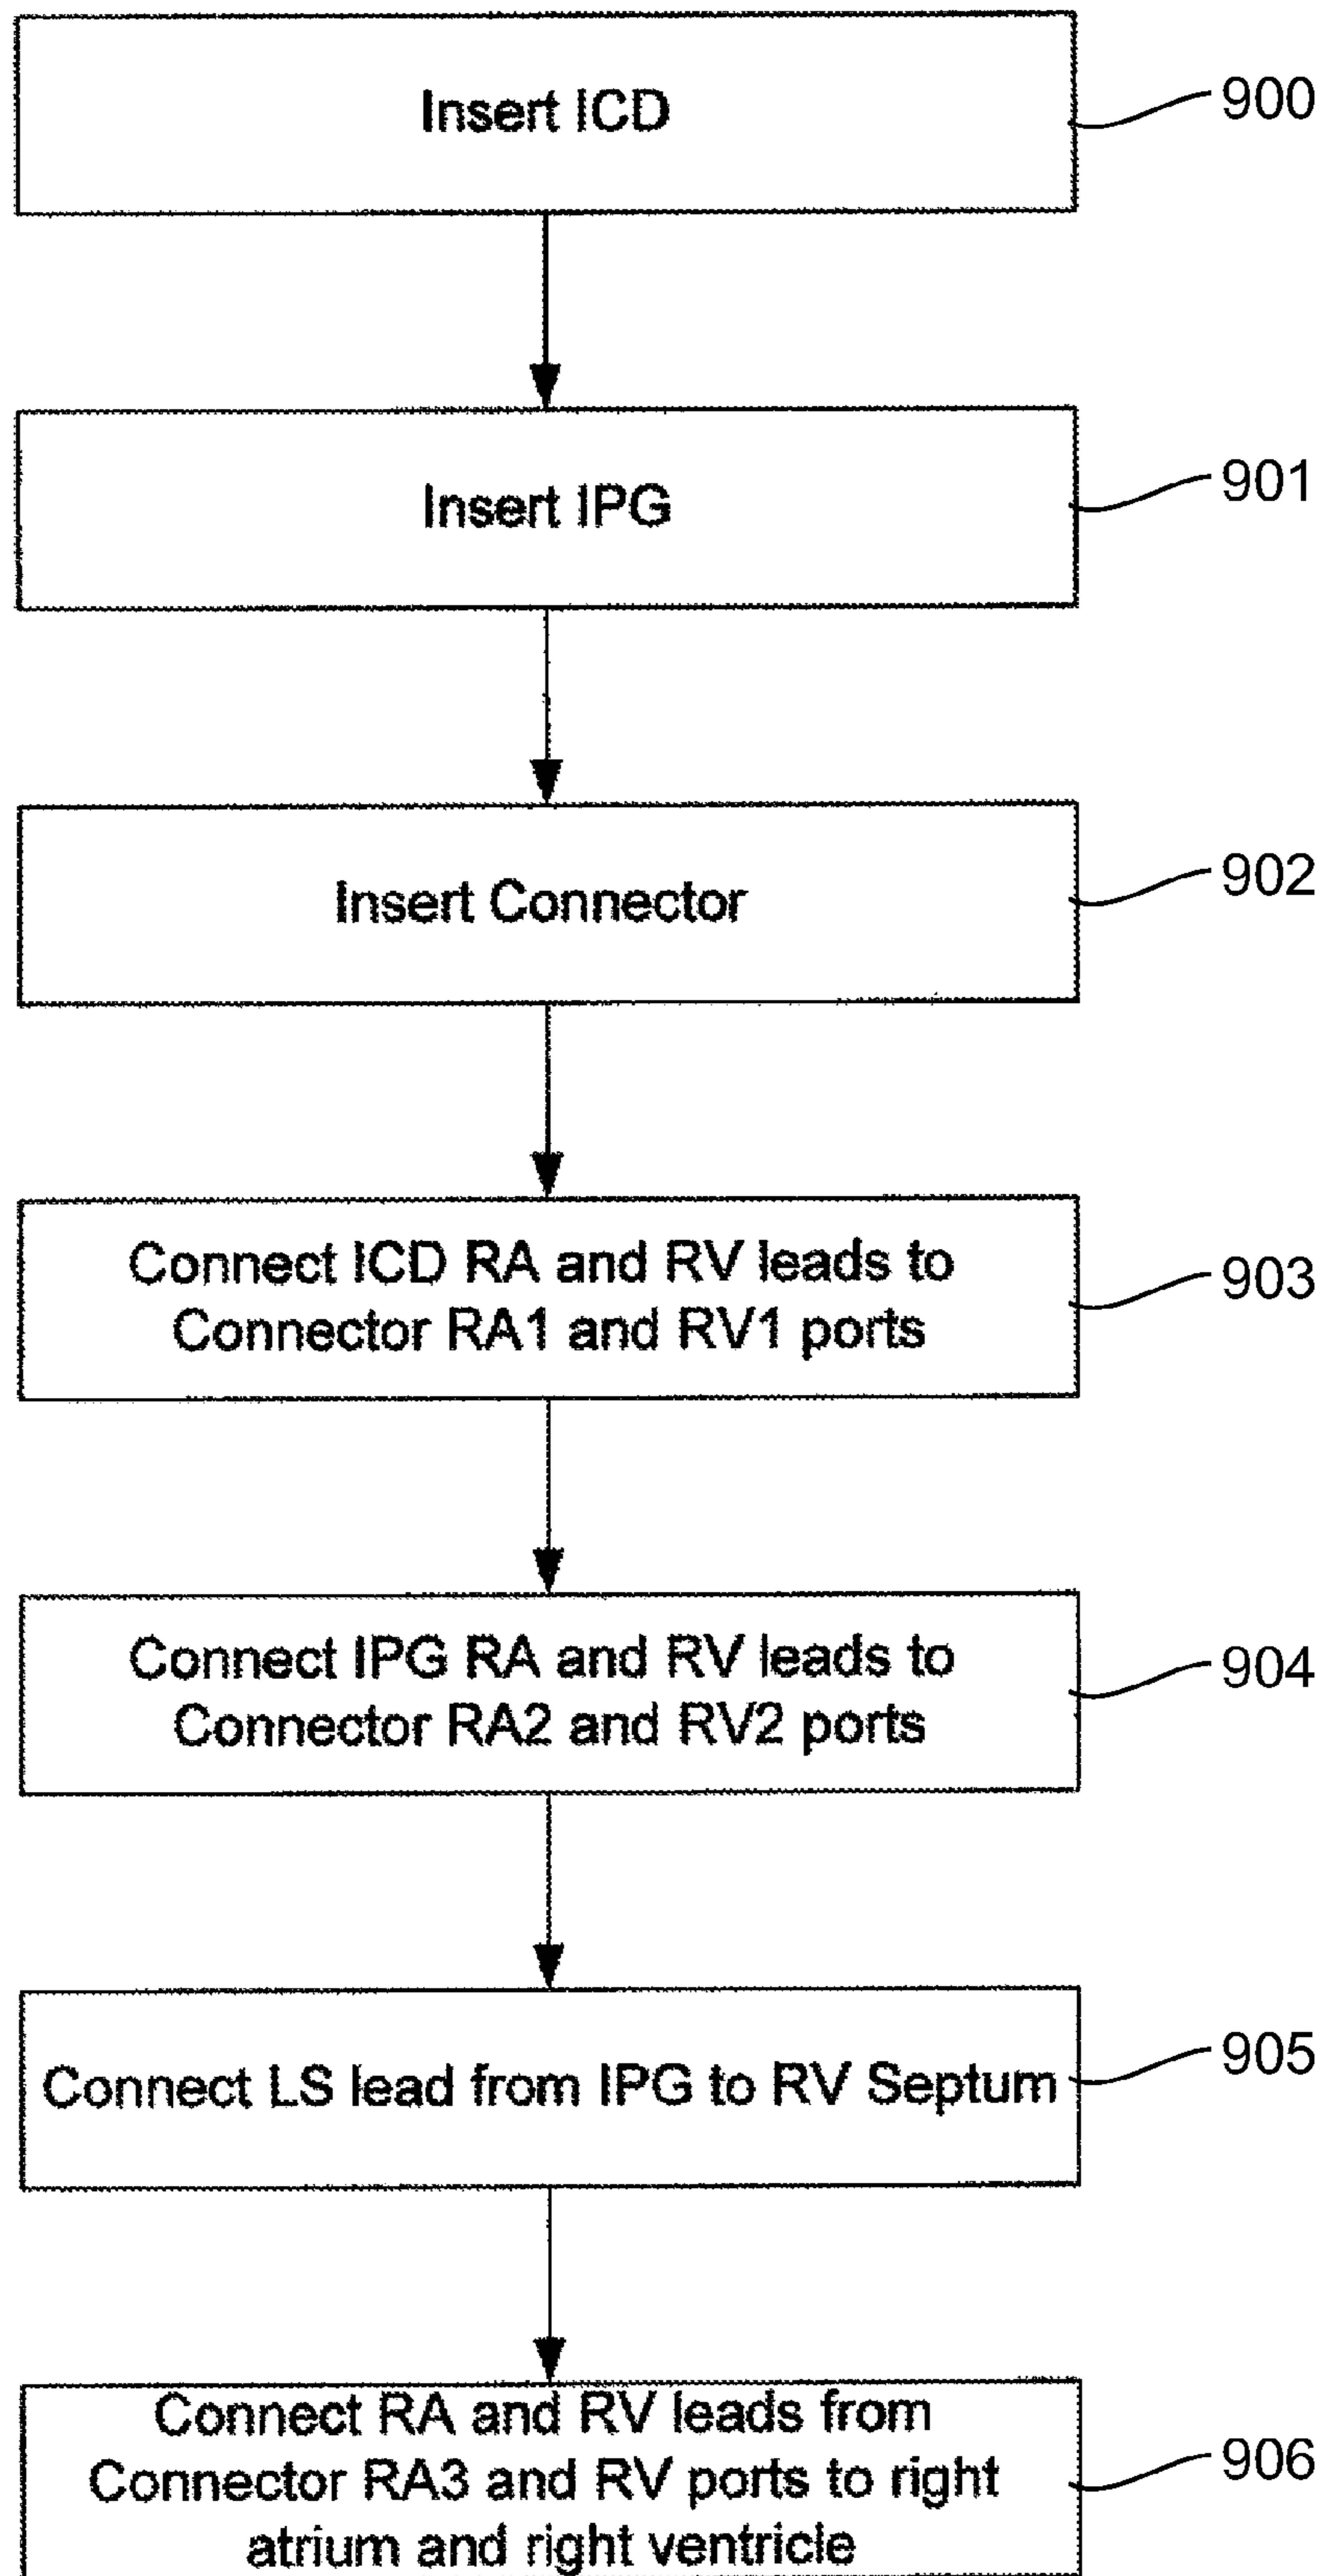 Insert ICD
900
Insert IPG
901
Insert Connector
902
Connect ICD RA and RV leads to
Connector RA1 and RV1 ports
903
Connect IPG RA and RV leads to
Connector RA2 and RV2 ports
904
Connect LS lead from IPG to RV Septum
905
Connect RA and RV leads from
Connector RA3 and RV ports to right
atrium and right ventricle
906